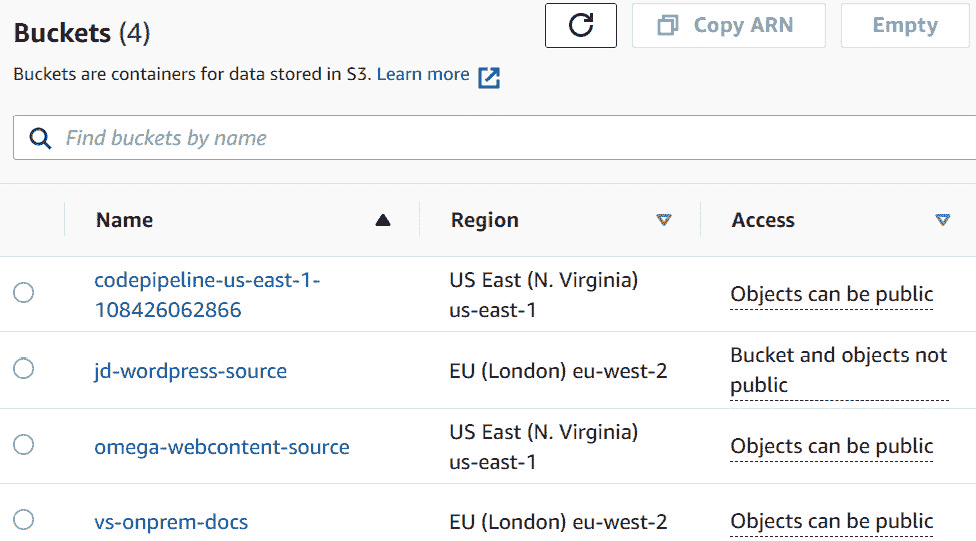 Buckets (4)
Copy ARN
Empty
Buckets are containers for data stored in S3. Learn more
Find buckets by name
Name Region Access
codepipeline-us-east-1-
108426062866
US East (N. Virginia)
us-east-1
Objects can be public
jd-wordpress-source
EU (London) eu-west-2
Bucket and objects not
public
omega-webcontent-source
US East (N. Virginia)
us-east-1
Objects can be public
vs-onprem-docs
EU (London) eu-west-2
Objects can be public